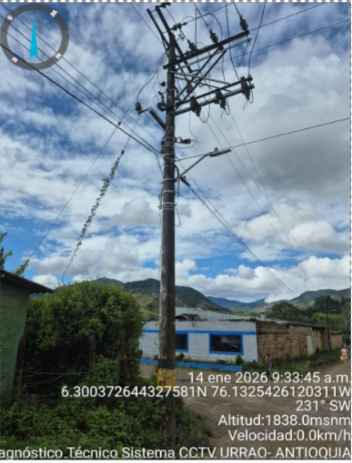 14 ene 2026 9:33:45 a.m.
6.300372644327581N 76.1325426120311W
231° SW
Altitud:1838.0msnm
Velocidad:0.0km/h
agnóstico Técnico Sistema CCTV URRAO- ANTIOQUIA